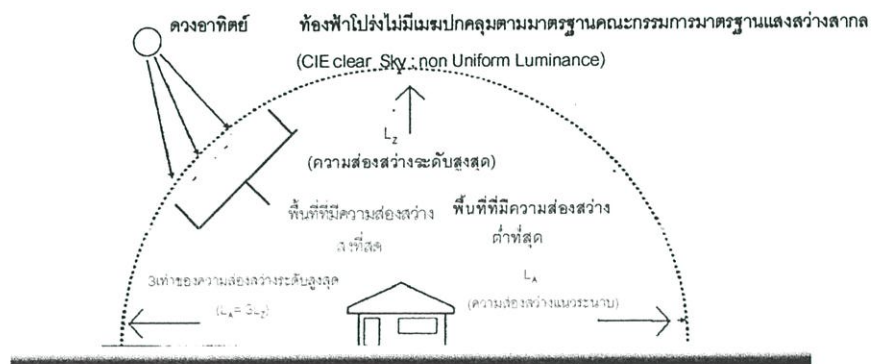 ดวงอาทิตย์
ท้องฟ้าโปร่งไม่มีเมฆปกคลุมตามมาตรฐานคณะกรรมการมาตรฐานแสงสว่างสากล
(CIE clear Sky : non Uniform Luminance)
Lz
(ความส่องสว่างระดับสูงสุด)
พื้นที่ที่มีความส่องสว่าง
สูงที่สุด
พื้นที่ที่มีความส่องสว่าง
ต่ำที่สุด
3เท่าของความส่องสว่างระดับสูงสุด
(LA= 3LZ)
LA
(ความส่องสว่างแนวระนาบ)